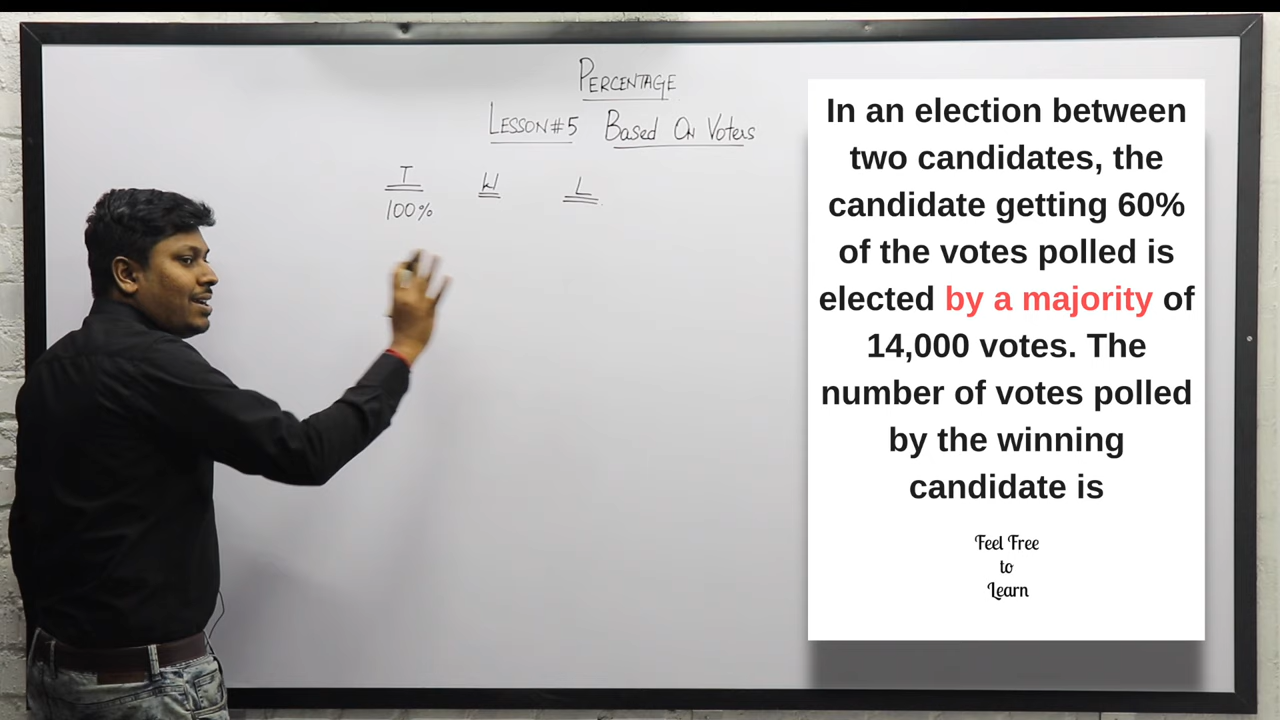 PERCENTAGE
LESSON#5 Based On Voters
T W L
100%
In an election between
two candidates, the
candidate getting 60%
of the votes polled is
elected by a majority of
14,000 votes. The
number of votes polled
by the winning
candidate is
Feel Free
to
Learn